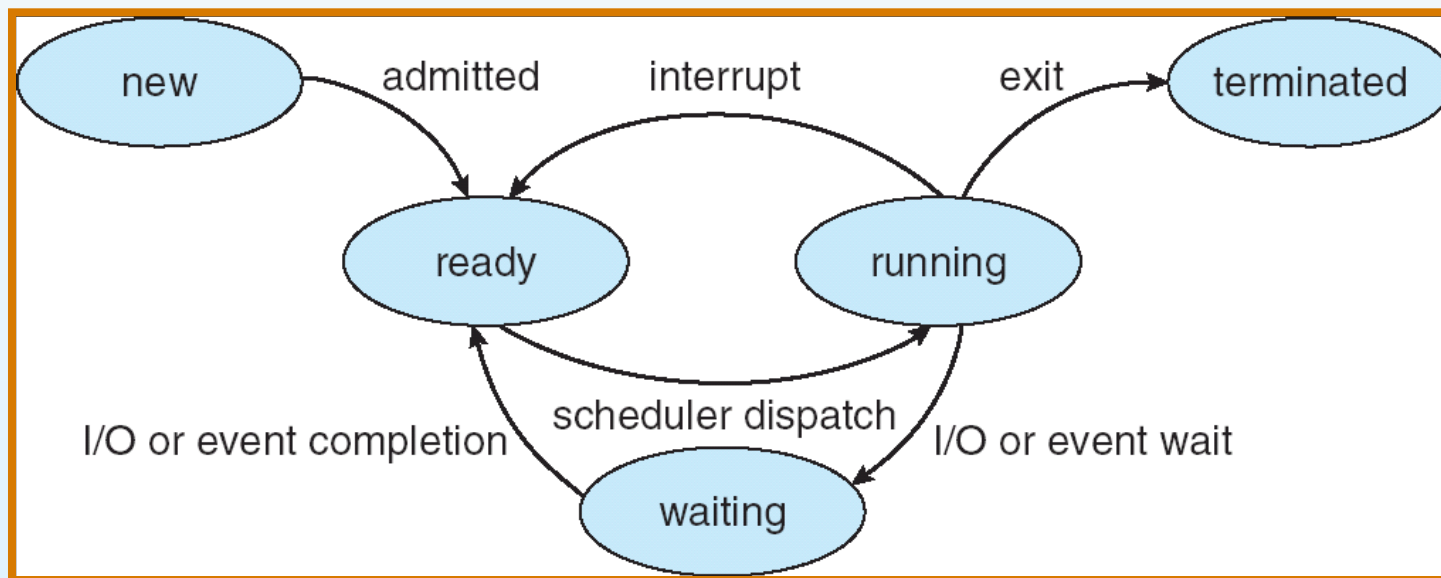 new
admitted
interrupt
exit
terminated
ready
running
scheduler dispatch
I/O or event completion
I/O or event wait
waiting